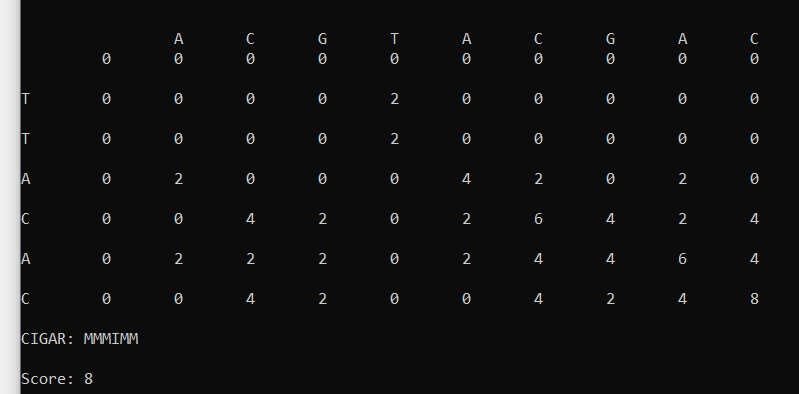 A C G T A C G A C
0 0 0 0 0 0 0 0 0 0
T 0 0 0 0 2 0 0 0 0 0
T 0 0 0 0 2 0 0 0 0 0
A 0 2 0 0 0 4 2 0 2 0
C 0 0 4 2 0 2 6 4 2 4
A 0 2 2 2 0 2 4 4 6 4
C 0 0 4 2 0 0 4 2 4 8
CIGAR: MMMIMM
Score: 8